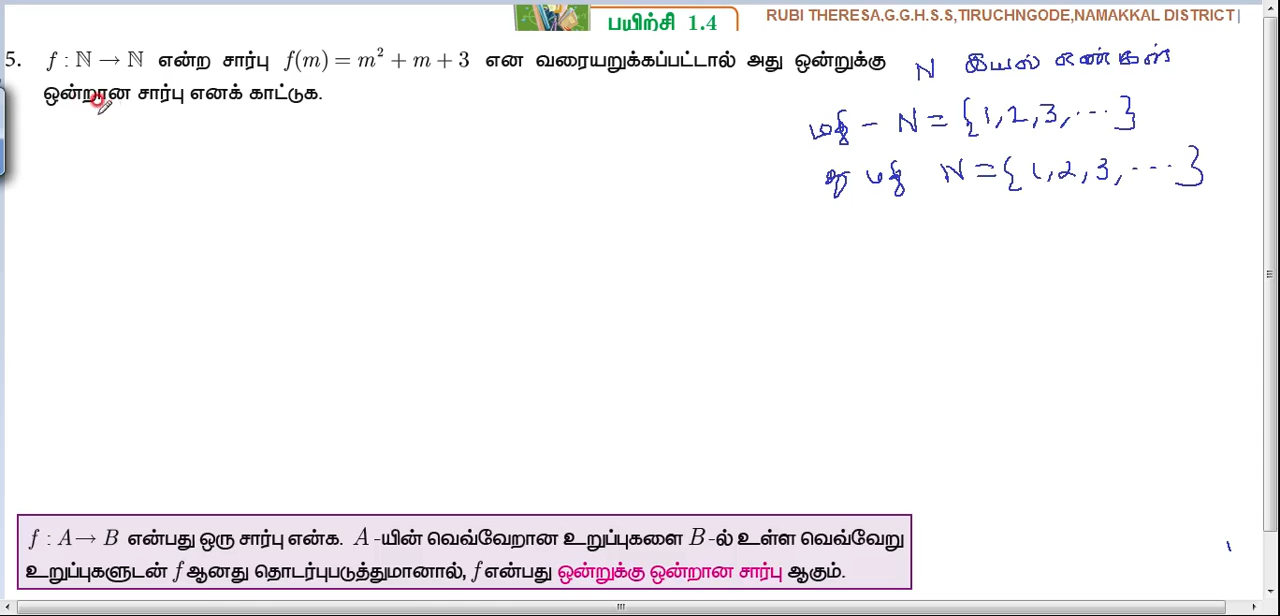 பயிற்சி 1.4
RUBI THERESA,G.G.H.S.S,TIRUCHNGODE,NAMAKKAL DISTRICT
5. f : ℕ → ℕ என்ற சார்பு f(m) = m² + m + 3 என வரையறுக்கப்பட்டால் அது ஒன்றுக்கு
ஒன்றான சார்பு எனக் காட்டுக.
N இயல் எண்கள்
N = {1, 2, 3, ...}
N = {1, 2, 3, ...}
f : A → B என்பது ஒரு சார்பு என்க. A -யின் வெவ்வேறான உறுப்புகளை B -ல் உள்ள வெவ்வேறு
உறுப்புகளுடன் f ஆனது தொடர்புபடுத்துமானால், f என்பது ஒன்றுக்கு ஒன்றான சார்பு ஆகும்.